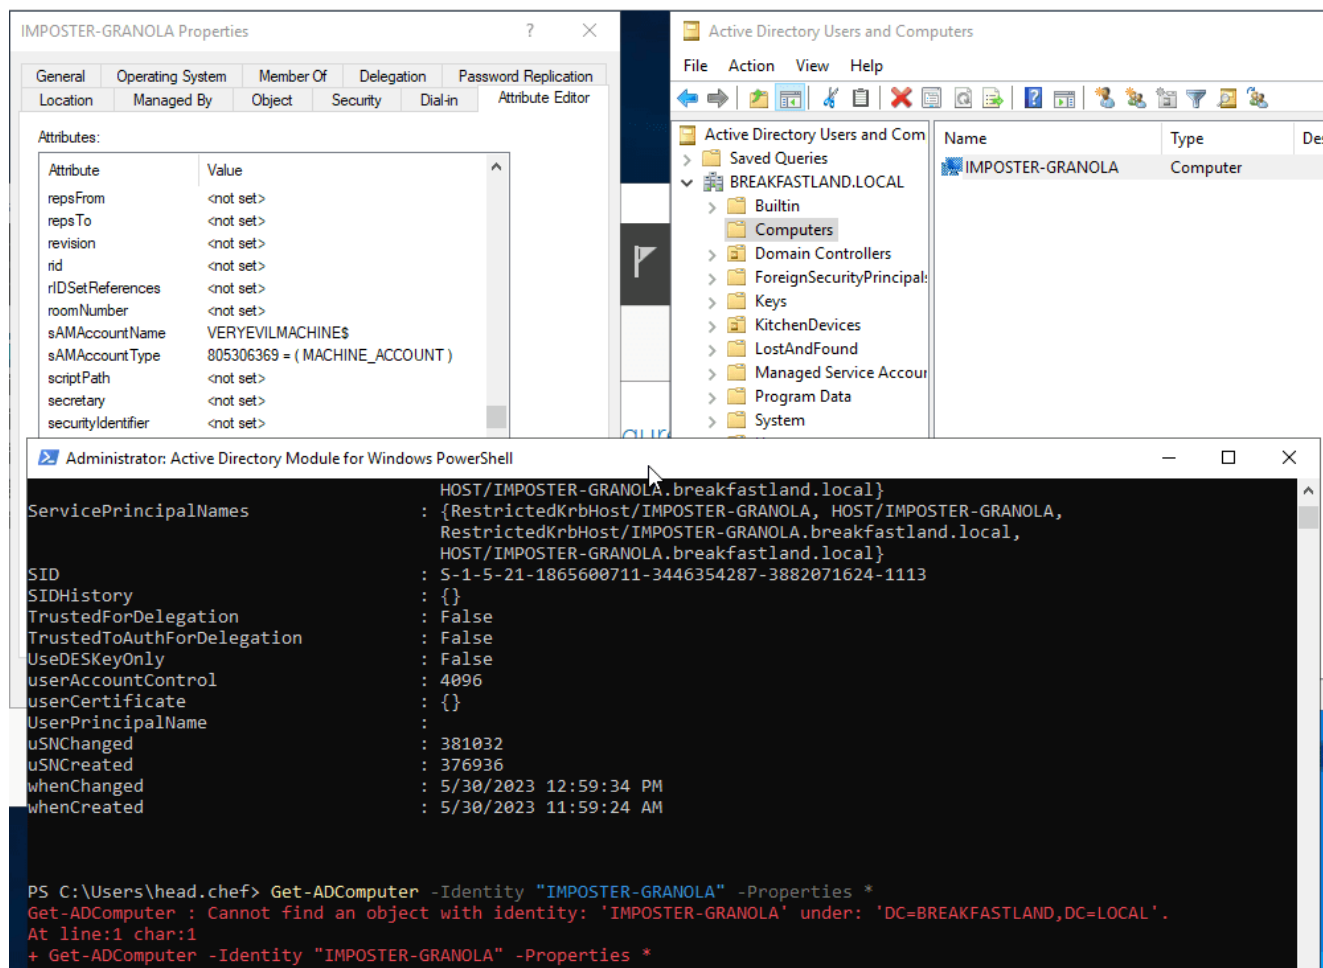 IMPOSTER-GRANOLA Properties
General Operating System Member Of Delegation Password Replication
Location Managed By Object Security Dial-in Attribute Editor
Attributes:
Attribute Value
repsFrom <not set>
repsTo <not set>
revision <not set>
rid <not set>
rIDSetReferences <not set>
roomNumber <not set>
sAMAccountName VERYEVILMACHINE$
sAMAccountType 805306369 = ( MACHINE_ACCOUNT )
scriptPath <not set>
secretary <not set>
securityIdentifier <not set>
Active Directory Users and Computers
File Action View Help
Active Directory Users and Com
Saved Queries
BREAKFASTLAND.LOCAL
Builtin
Computers
Domain Controllers
ForeignSecurityPrincipals
Keys
KitchenDevices
LostAndFound
Managed Service Accour
Program Data
System
Name Type Des
IMPOSTER-GRANOLA Computer
Administrator: Active Directory Module for Windows PowerShell
HOST/IMPOSTER-GRANOLA.breakfastland.local}
ServicePrincipalNames : {RestrictedKrbHost/IMPOSTER-GRANOLA, HOST/IMPOSTER-GRANOLA,
RestrictedKrbHost/IMPOSTER-GRANOLA.breakfastland.local,
HOST/IMPOSTER-GRANOLA.breakfastland.local}
SID : S-1-5-21-1865600711-3446354287-3882071624-1113
SIDHistory : {}
TrustedForDelegation : False
TrustedToAuthForDelegation : False
UseDESKeyOnly : False
userAccountControl : 4096
userCertificate : {}
UserPrincipalName :
uSNChanged : 381032
uSNCreated : 376936
whenChanged : 5/30/2023 12:59:34 PM
whenCreated : 5/30/2023 11:59:24 AM
PS C:\Users\head.chef> Get-ADComputer -Identity "IMPOSTER-GRANOLA" -Properties *
Get-ADComputer : Cannot find an object with identity: 'IMPOSTER-GRANOLA' under: 'DC=BREAKFASTLAND,DC=LOCAL'.
At line:1 char:1
+ Get-ADComputer -Identity "IMPOSTER-GRANOLA" -Properties *